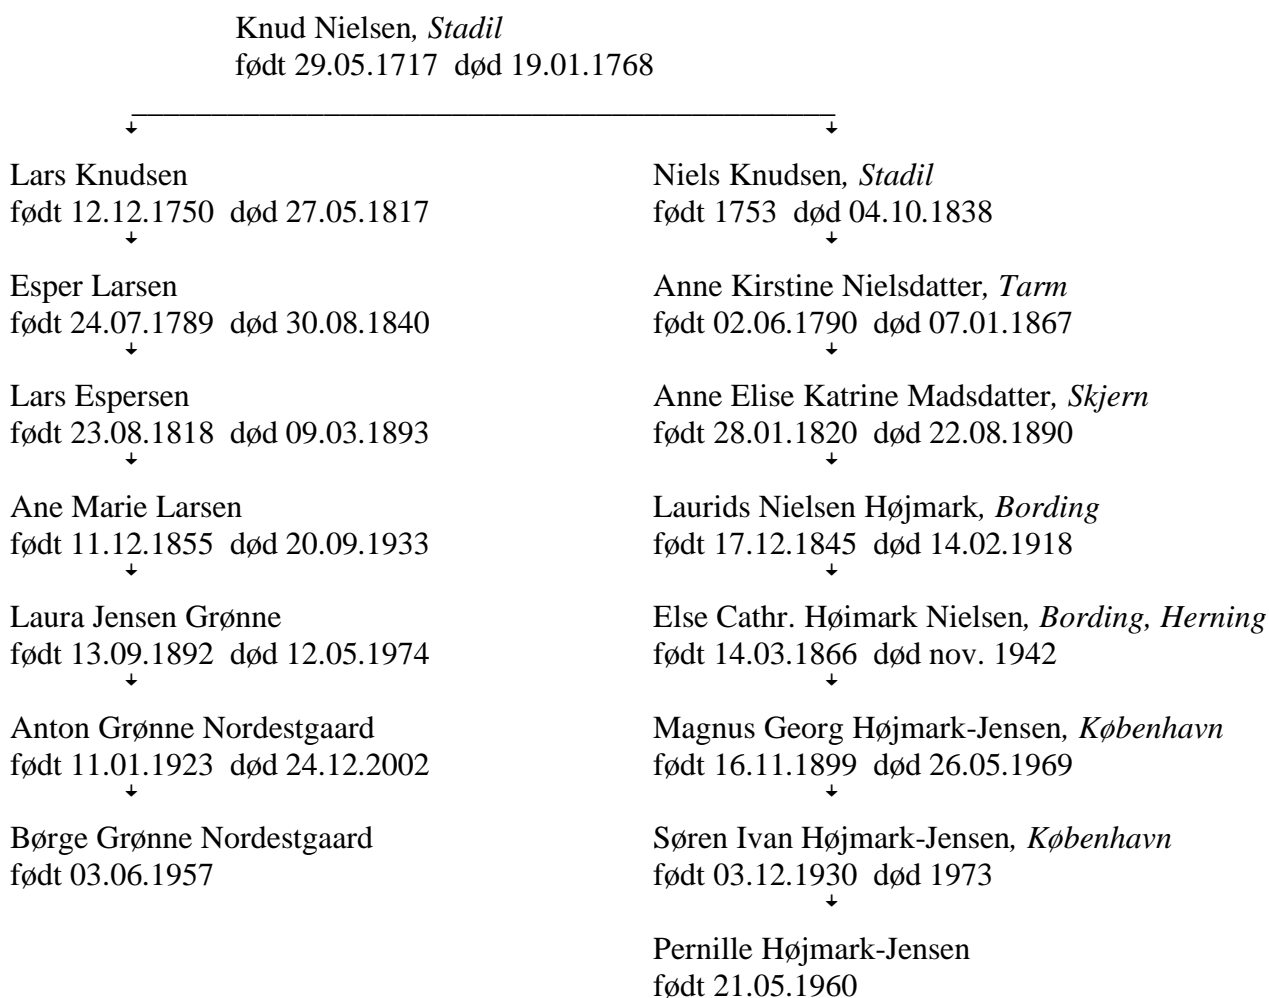 Knud Nielsen, Stadil
født 29.05.1717  død 19.01.1768
Lars Knudsen
født 12.12.1750  død 27.05.1817
Niels Knudsen, Stadil
født 1753  død 04.10.1838
Esper Larsen
født 24.07.1789  død 30.08.1840
Anne Kirstine Nielsdatter, Tarm
født 02.06.1790  død 07.01.1867
Lars Espersen
født 23.08.1818  død 09.03.1893
Anne Elise Katrine Madsdatter, Skjern
født 28.01.1820  død 22.08.1890
Ane Marie Larsen
født 11.12.1855  død 20.09.1933
Laurids Nielsen Højmark, Bording
født 17.12.1845  død 14.02.1918
Laura Jensen Grønne
født 13.09.1892  død 12.05.1974
Else Cathr. Høimark Nielsen, Bording, Herning
født 14.03.1866  død nov. 1942
Anton Grønne Nordestgaard
født 11.01.1923  død 24.12.2002
Magnus Georg Højmark-Jensen, København
født 16.11.1899  død 26.05.1969
Børge Grønne Nordestgaard
født 03.06.1957
Søren Ivan Højmark-Jensen, København
født 03.12.1930  død 1973
Pernille Højmark-Jensen
født 21.05.1960